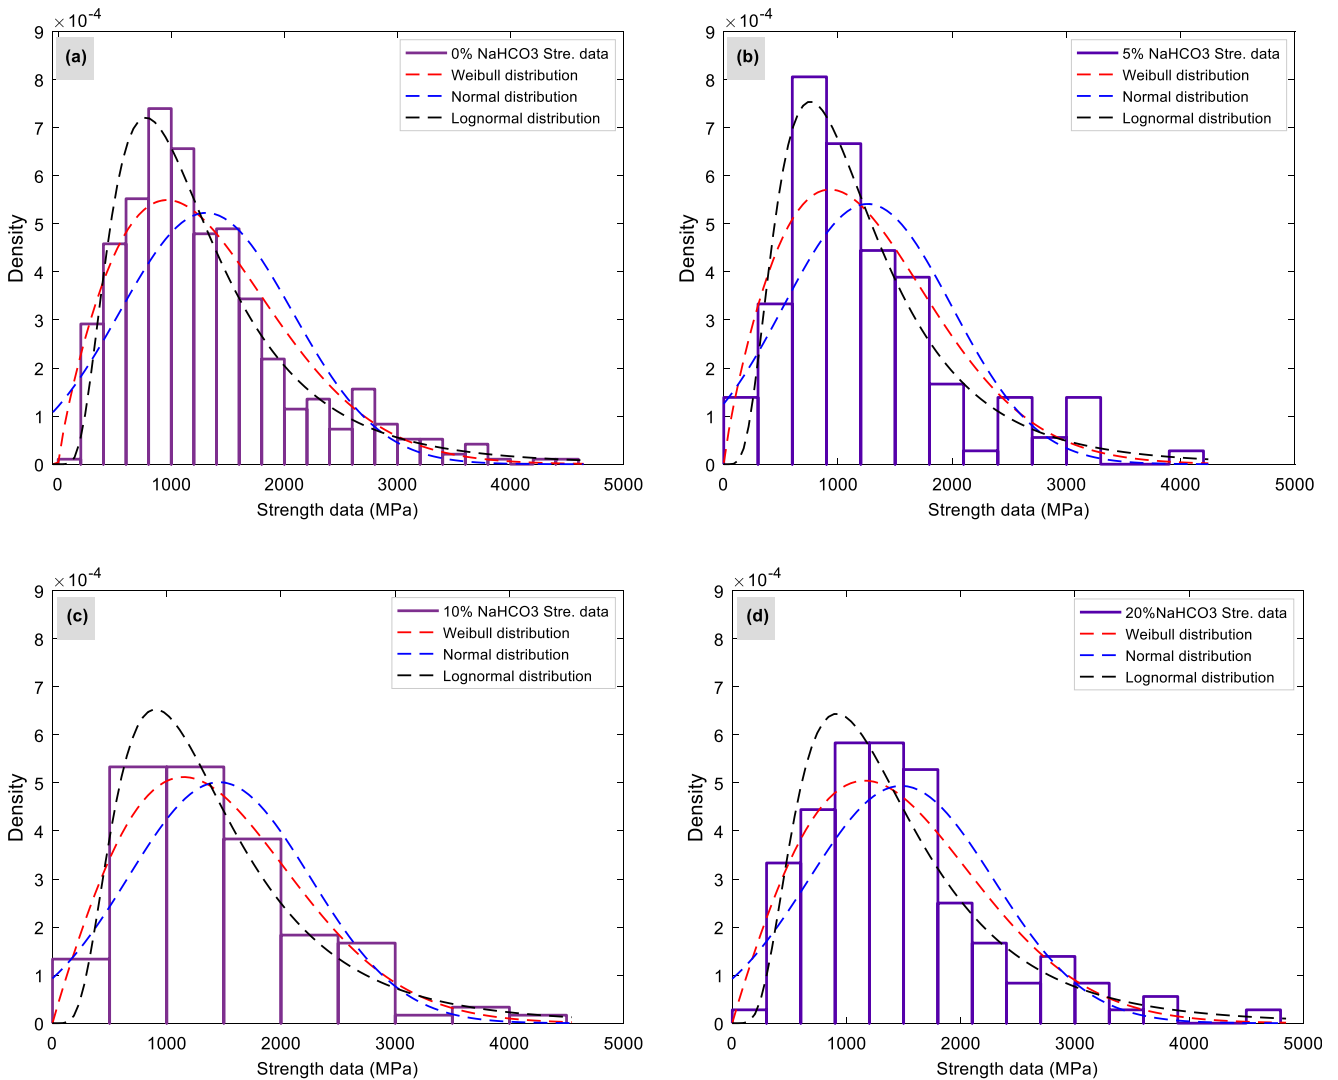 ×10-4
(a)
0% NaHCO3 Stre. data
Weibull distribution
Normal distribution
Lognormal distribution
9
8
7
6
5
4
3
2
1
0
Density
0 1000 2000 3000 4000 5000
Strength data (MPa)
×10-4
(b)
5% NaHCO3 Stre. data
Weibull distribution
Normal distribution
Lognormal distribution
9
8
7
6
5
4
3
2
1
0
Density
0 1000 2000 3000 4000 5000
Strength data (MPa)
×10-4
(c)
10% NaHCO3 Stre. data
Weibull distribution
Normal distribution
Lognormal distribution
9
8
7
6
5
4
3
2
1
0
Density
0 1000 2000 3000 4000 5000
Strength data (MPa)
×10-4
(d)
20%NaHCO3 Stre. data
Weibull distribution
Normal distribution
Lognormal distribution
9
8
7
6
5
4
3
2
1
0
Density
0 1000 2000 3000 4000 5000
Strength data (MPa)